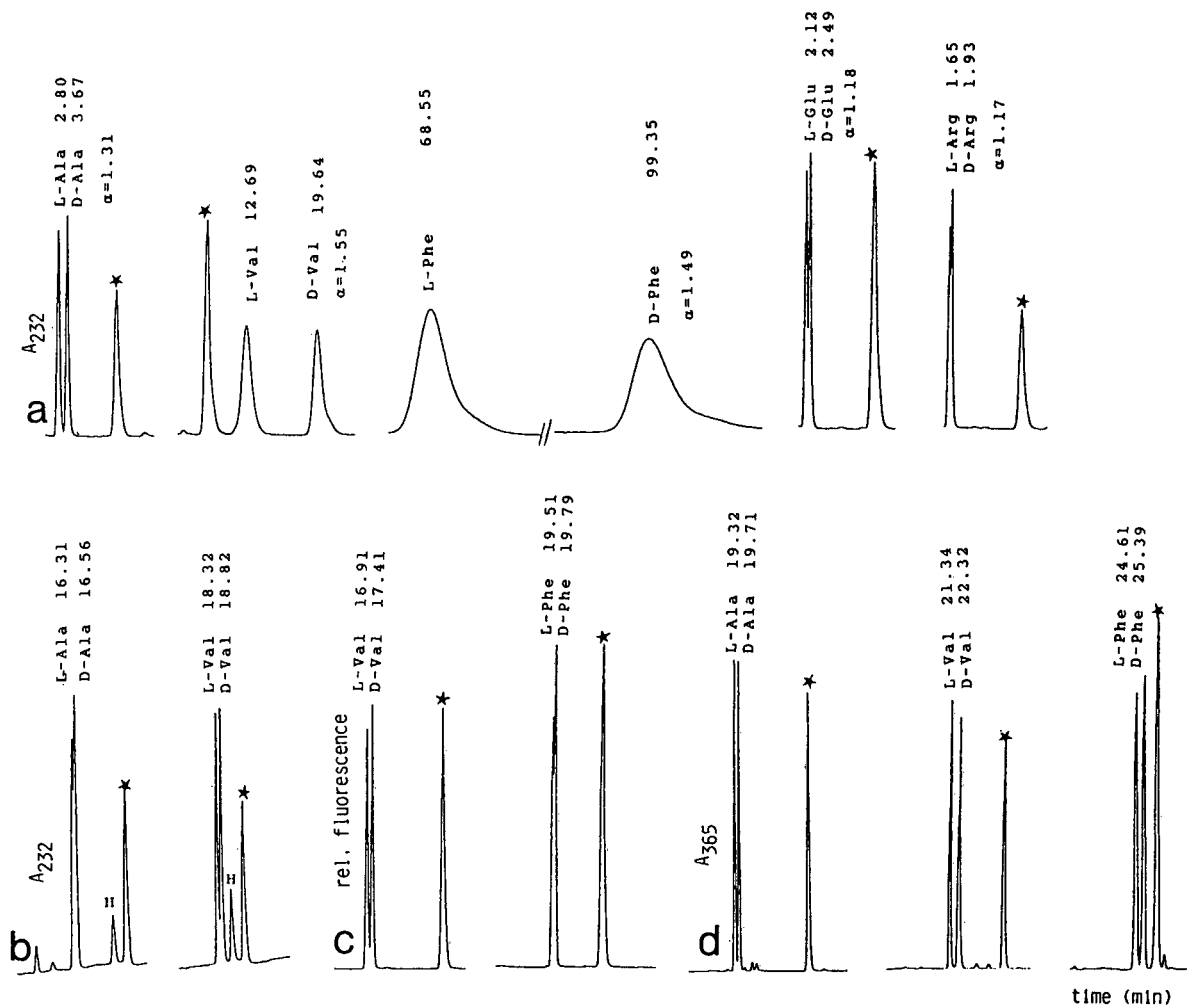 L-Ala 2.80
D-Ala 3.67
α=1.31
★
★
L-Val 12.69
D-Val 19.64
α=1.55
L-Phe 68.55
D-Phe 99.35
α=1.49
L-Glu 2.12
D-Glu 2.49
α=1.18
★
L-Arg 1.65
D-Arg 1.93
α=1.17
★
A232
a
L-Ala 16.31
D-Ala 16.56
H
★
L-Val 18.32
D-Val 18.82
H
★
A232
b
L-Val 16.91
D-Val 17.41
★
L-Phe 19.51
D-Phe 19.79
★
rel. fluorescence
c
L-Ala 19.32
D-Ala 19.71
★
L-Val 21.34
D-Val 22.32
★
L-Phe 24.61
D-Phe 25.39
★
A365
d
time (min)